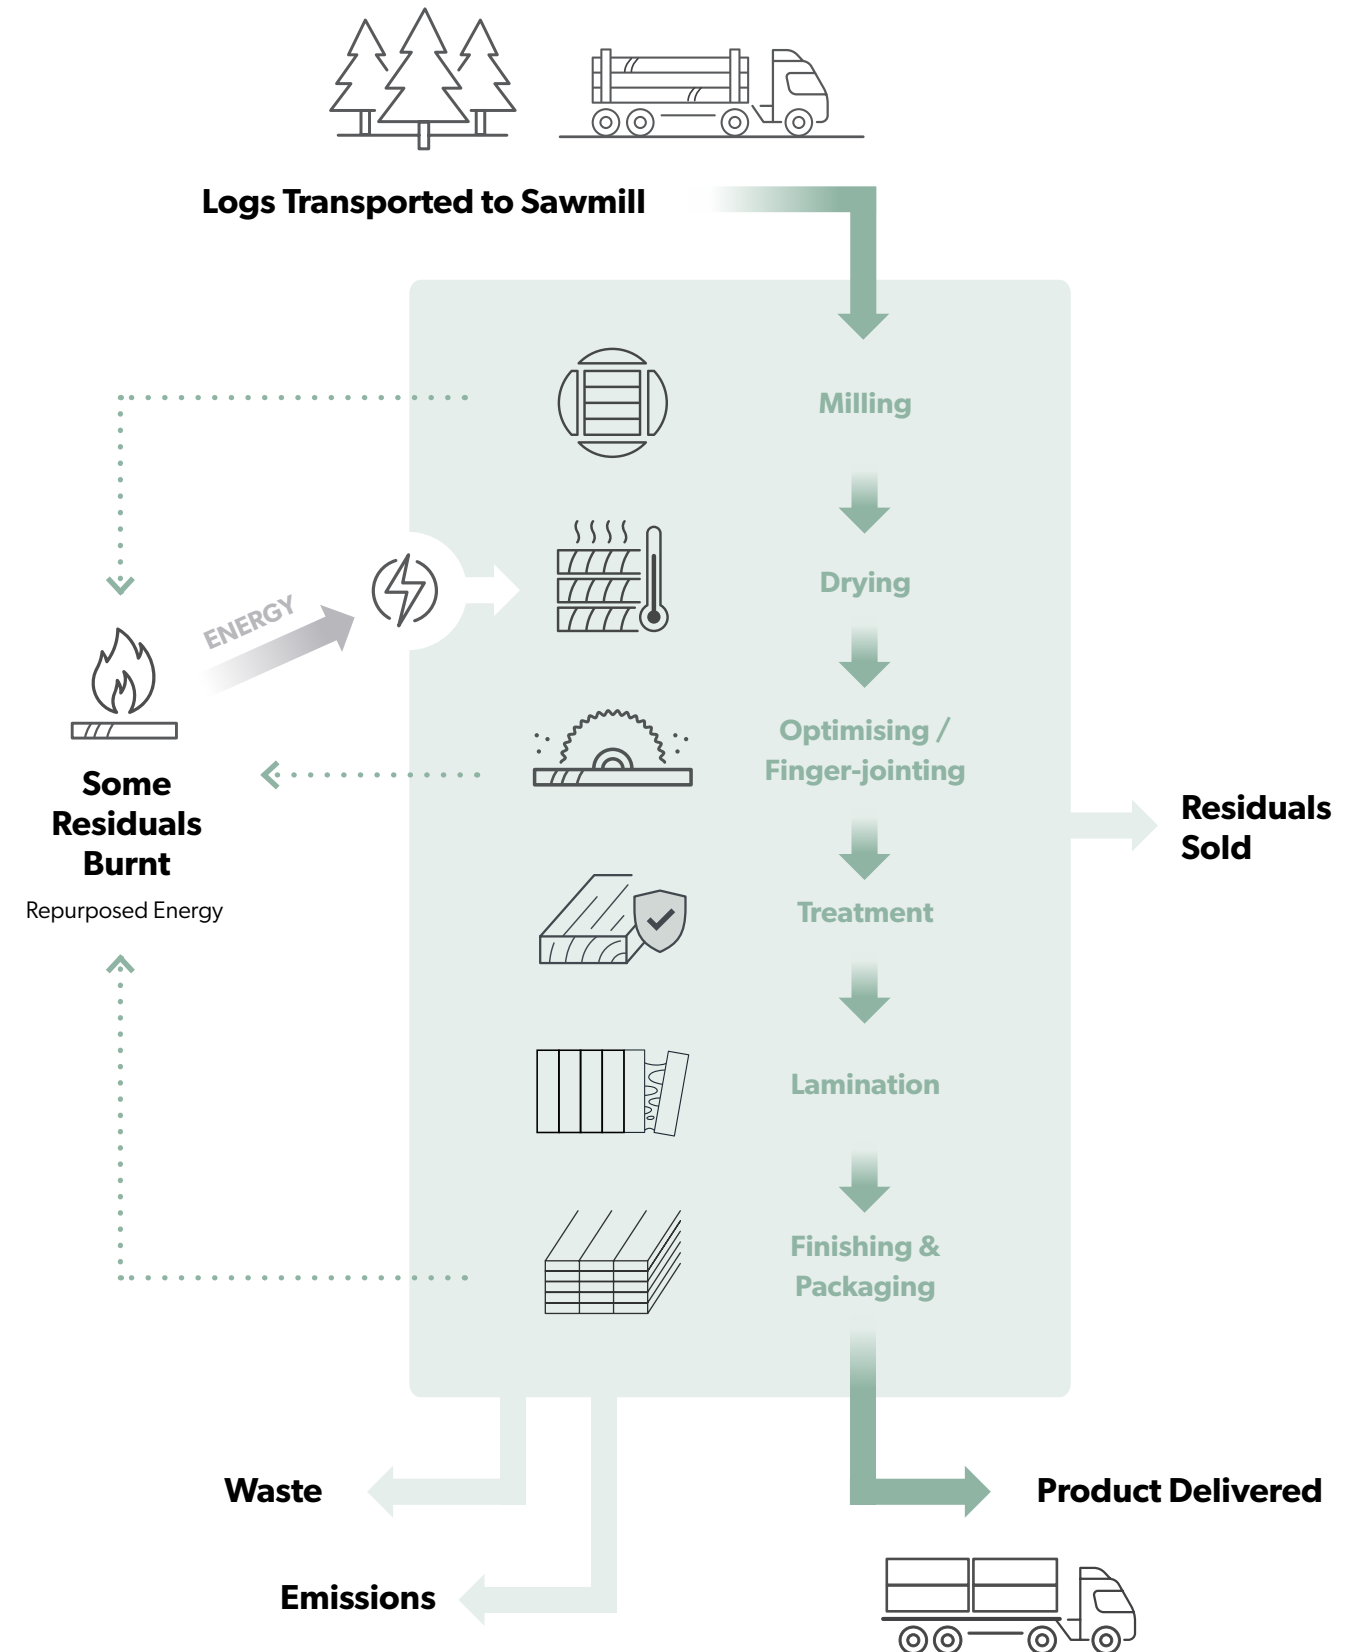 Logs Transported to Sawmill
Milling
Drying
ENERGY
Optimising /
Finger-jointing
Some
Residuals
Burnt
Repurposed Energy
Residuals
Sold
Treatment
Lamination
Finishing &
Packaging
Waste
Product Delivered
Emissions